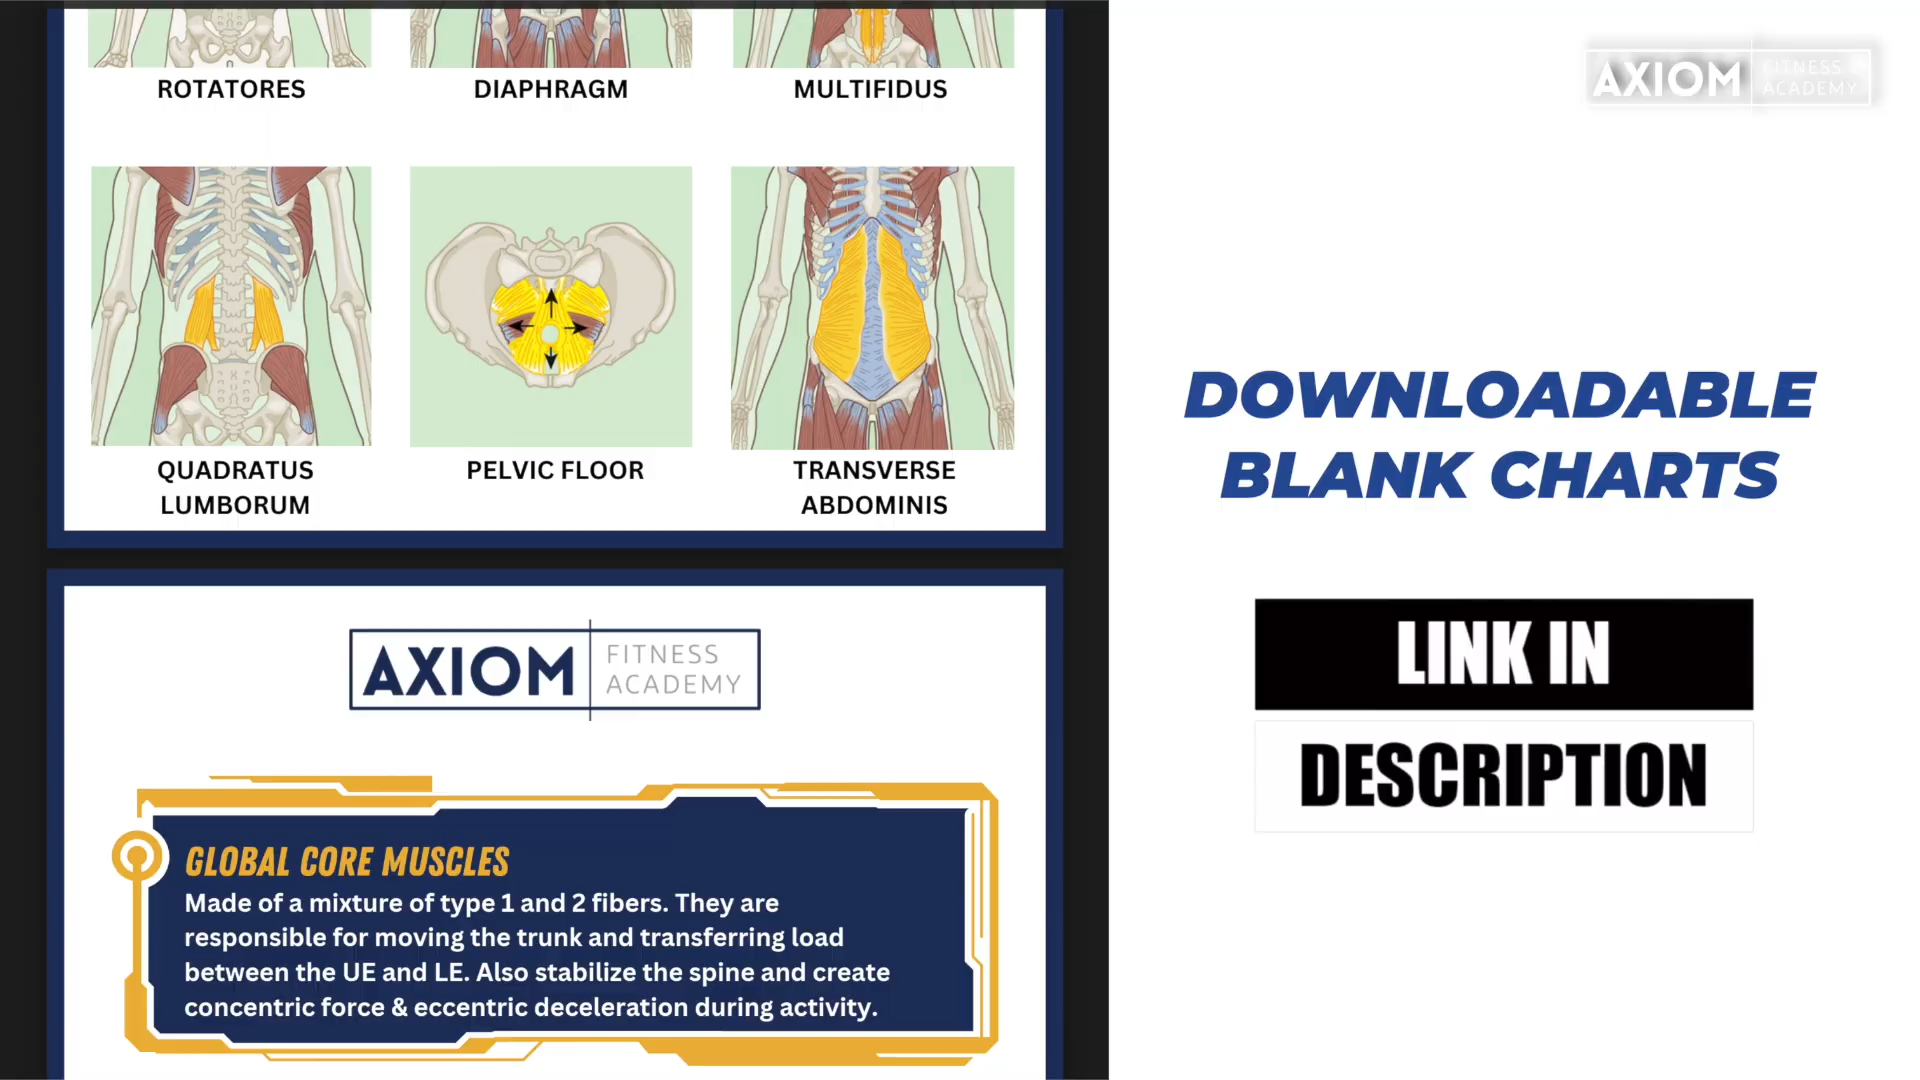 ROTATORES
DIAPHRAGM
MULTIFIDUS
QUADRATUS
LUMBORUM
PELVIC FLOOR
TRANSVERSE
ABDOMINIS
AXIOM
FITNESS
ACADEMY
GLOBAL CORE MUSCLES
Made of a mixture of type 1 and 2 fibers. They are
responsible for moving the trunk and transferring load
between the UE and LE. Also stabilize the spine and create
concentric force & eccentric deceleration during activity.
AXIOM
FITNESS
ACADEMY
DOWNLOADABLE
BLANK CHARTS
LINK IN
DESCRIPTION